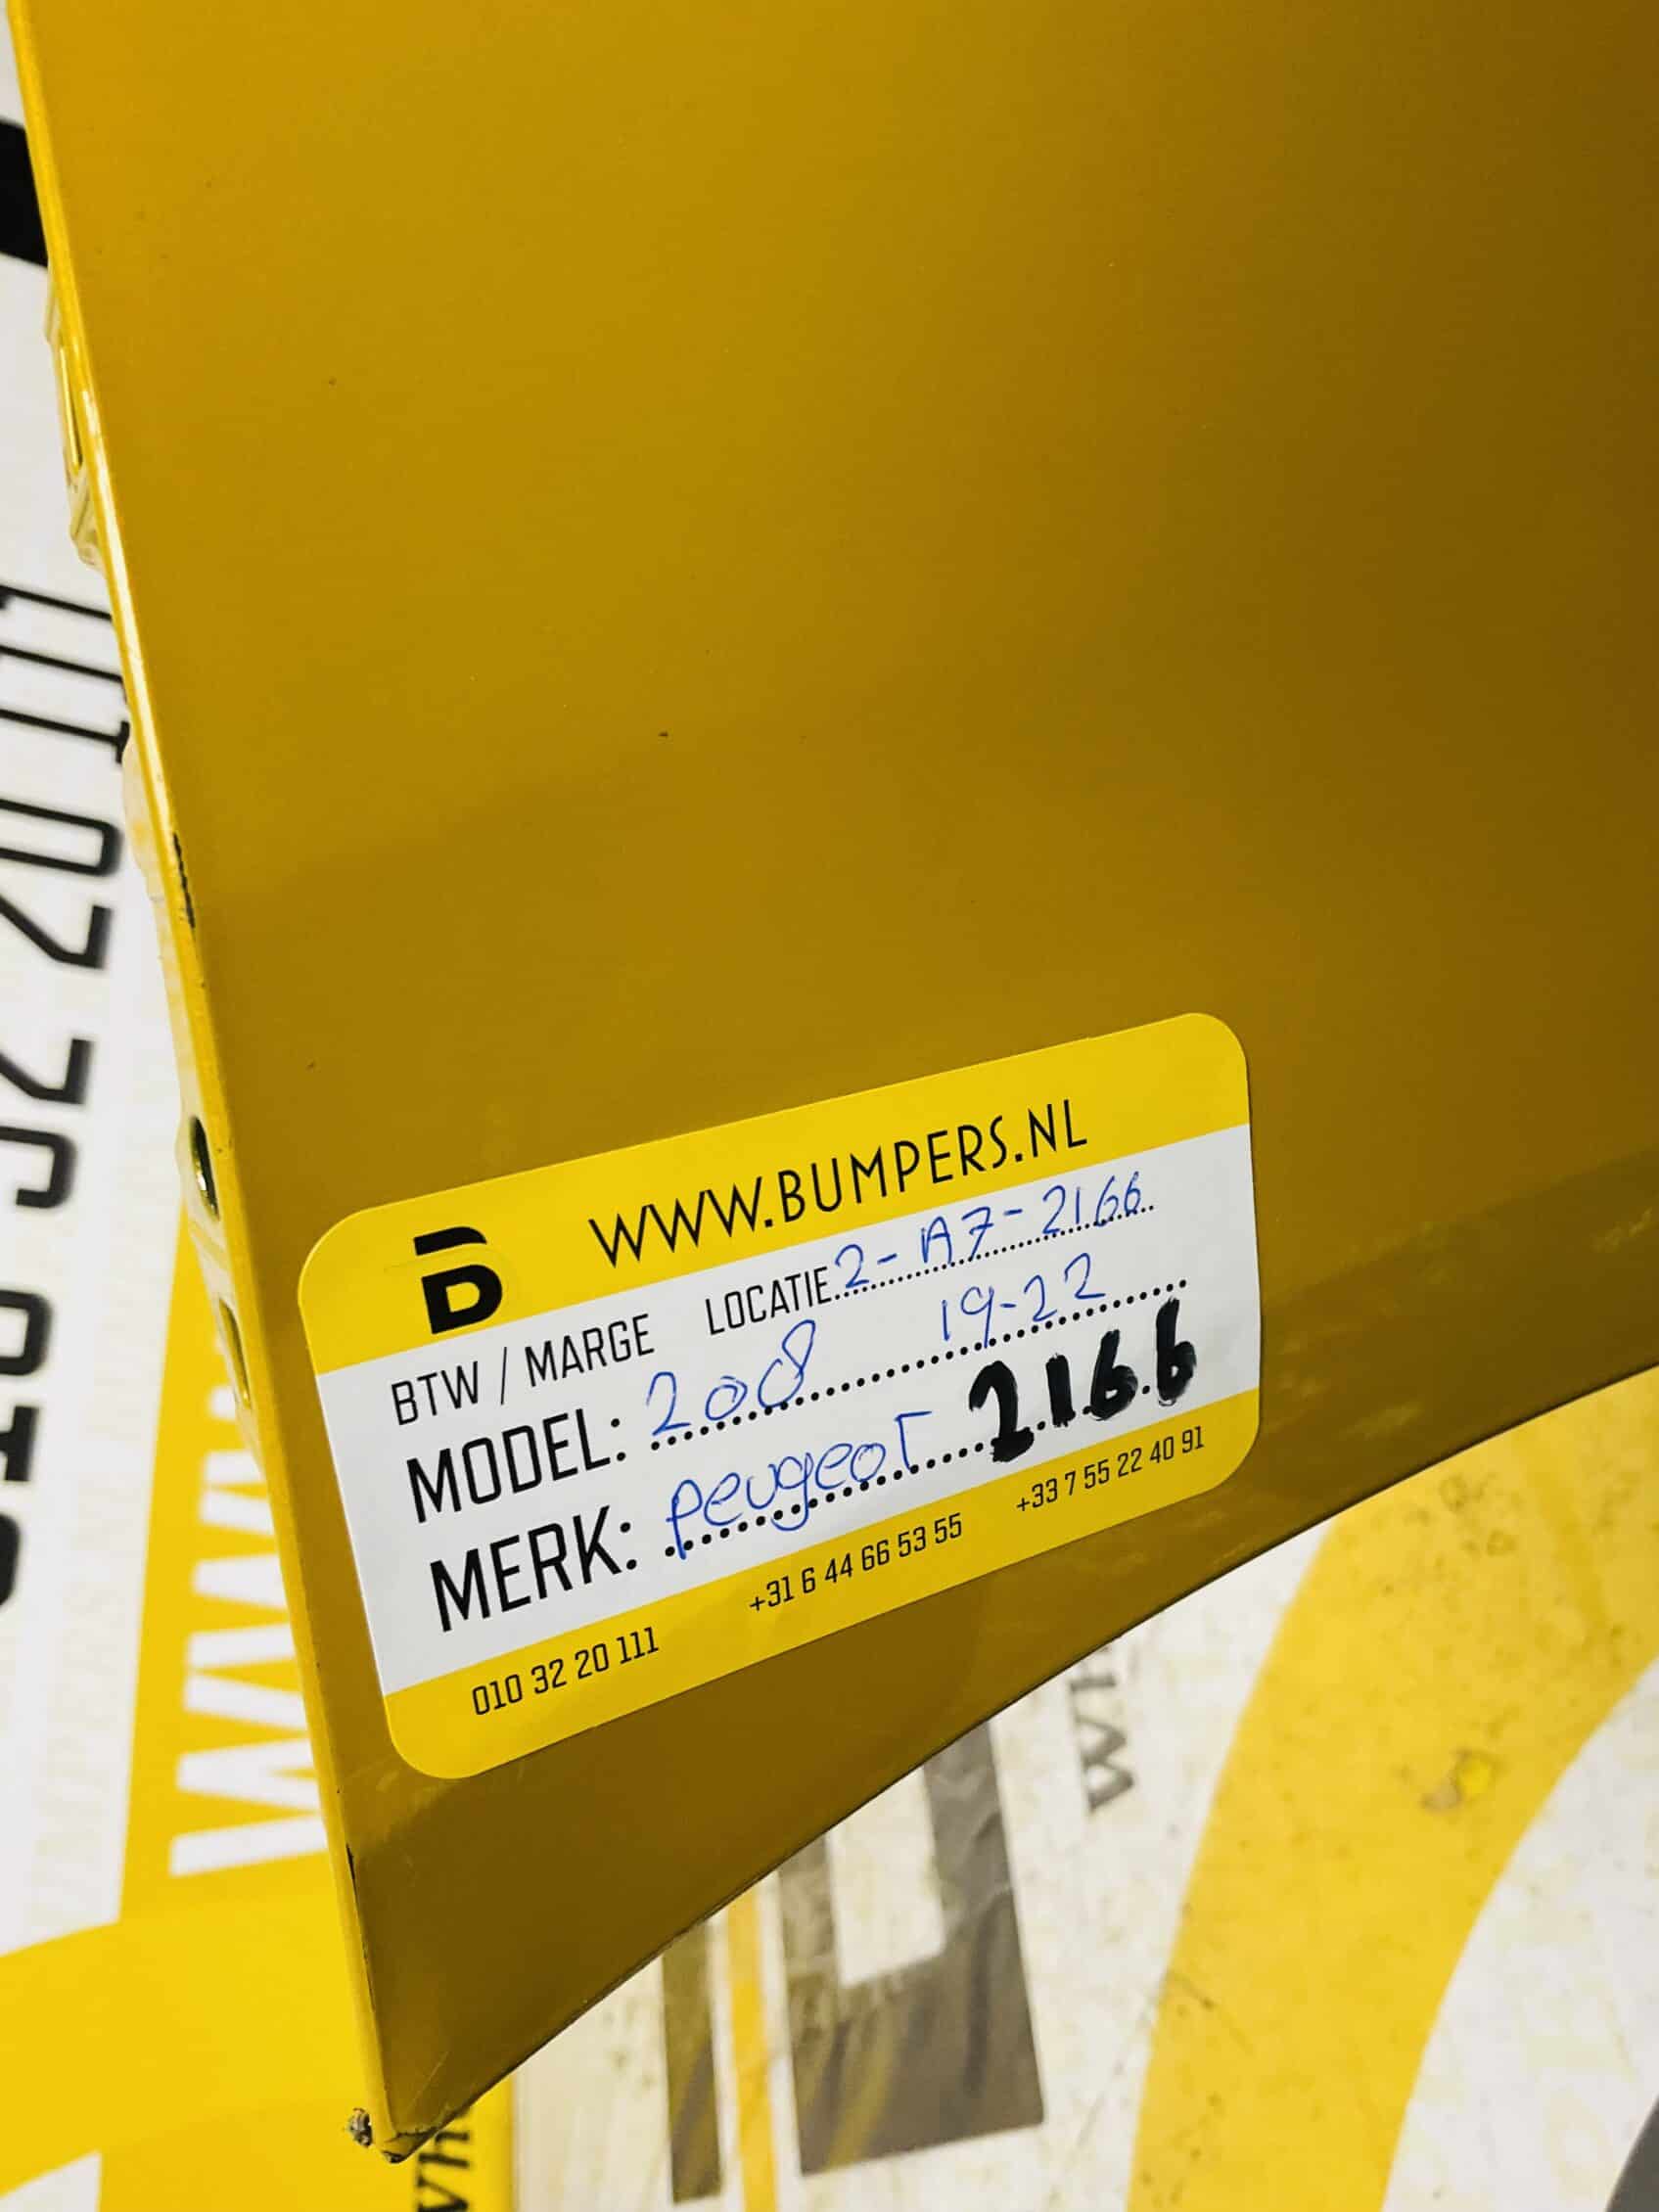 WWW.BUMPERS.NL
BTW / MARGE LOCATIE 2-A7-2166
MODEL: 208 19-22
MERK: peugeot 2166
010 32 20 111 +31 6 44 66 53 55 +33 7 55 22 40 91